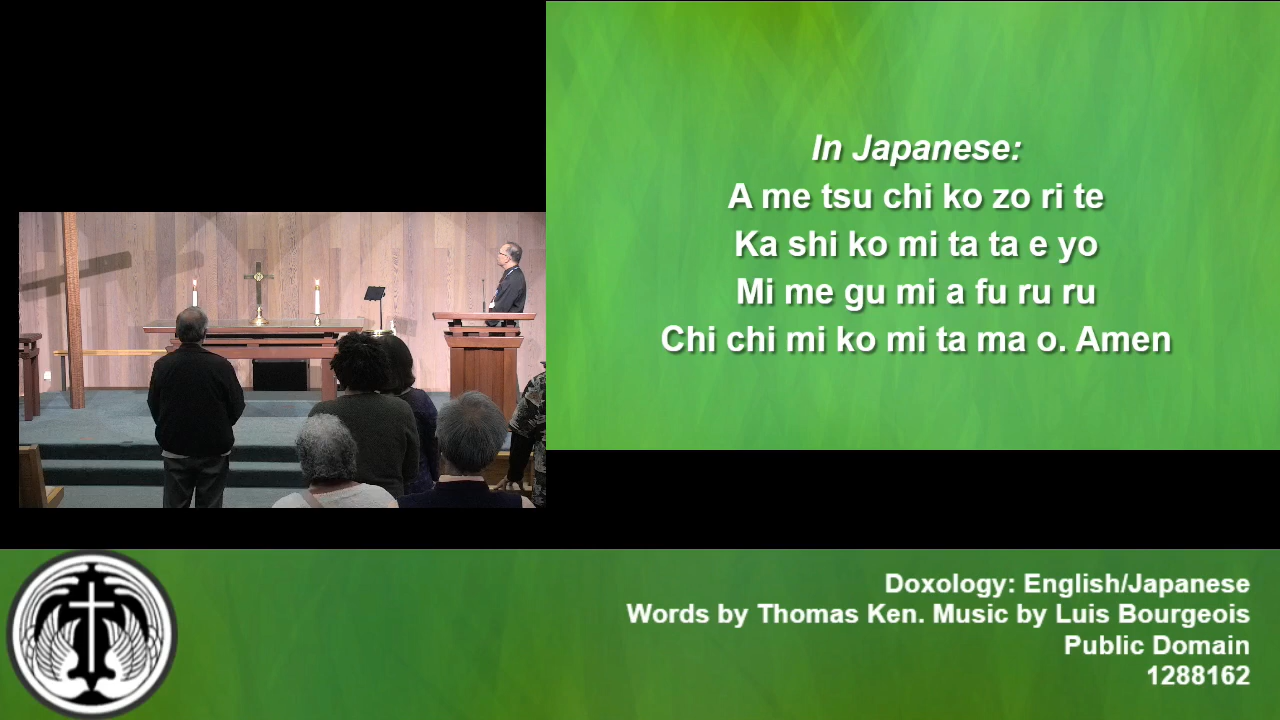 In Japanese:
A me tsu chi ko zo ri te
Ka shi ko mi ta ta e yo
Mi me gu mi a fu ru ru
Chi chi mi ko mi ta ma o. Amen
Doxology: English/Japanese
Words by Thomas Ken. Music by Luis Bourgeois
Public Domain
1288162